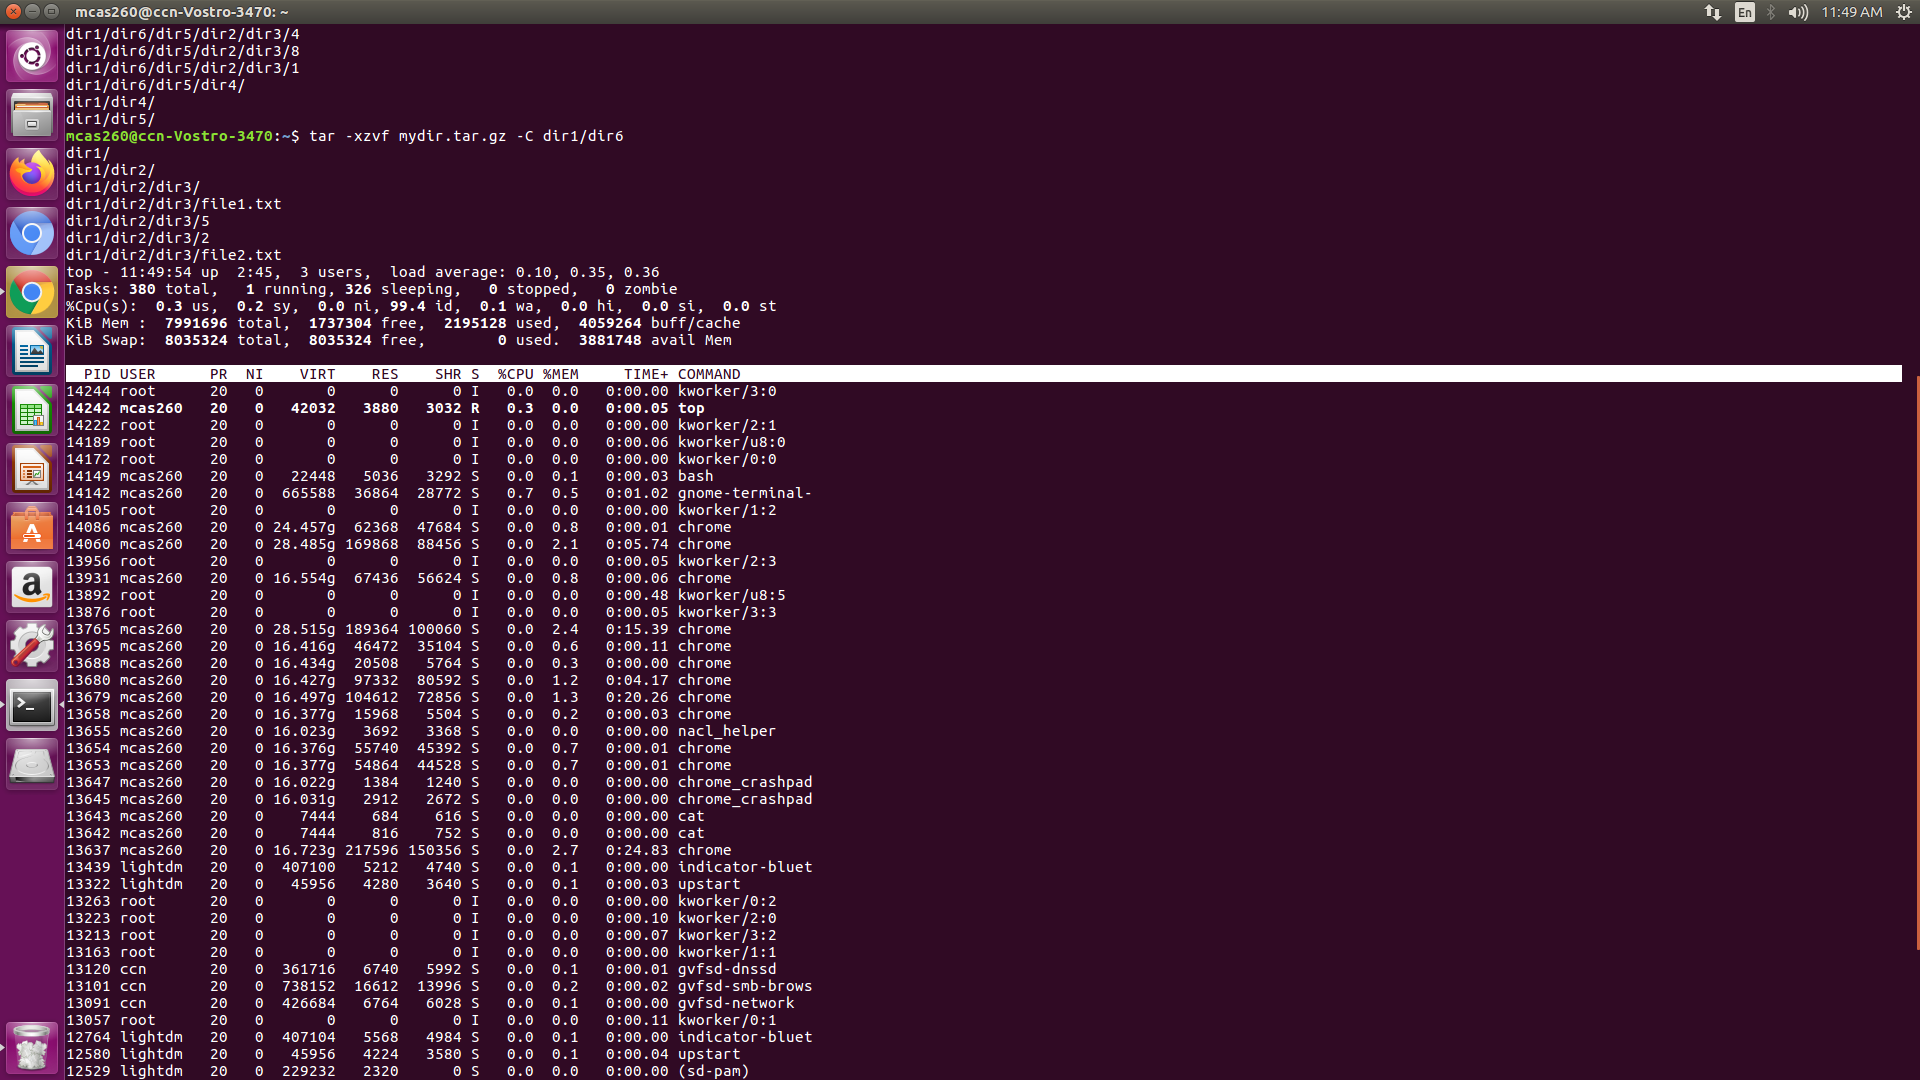 mcas260@ccn-Vostro-3470: ~
En
11:49 AM
dir1/dir6/dir5/dir2/dir3/4
dir1/dir6/dir5/dir2/dir3/8
dir1/dir6/dir5/dir2/dir3/1
dir1/dir6/dir5/dir4/
dir1/dir4/
dir1/dir5/
mcas260@ccn-Vostro-3470:~$ tar -xzvf mydir.tar.gz -C dir1/dir6
dir1/
dir1/dir2/
dir1/dir2/dir3/
dir1/dir2/dir3/file1.txt
dir1/dir2/dir3/5
dir1/dir2/dir3/2
dir1/dir2/dir3/file2.txt
top - 11:49:54 up  2:45,  3 users,  load average: 0.10, 0.35, 0.36
Tasks: 380 total,   1 running, 326 sleeping,   0 stopped,   0 zombie
%Cpu(s):  0.3 us,  0.2 sy,  0.0 ni, 99.4 id,  0.1 wa,  0.0 hi,  0.0 si,  0.0 st
KiB Mem :  7991696 total,  1737304 free,  2195128 used,  4059264 buff/cache
KiB Swap:  8035324 total,  8035324 free,        0 used.  3881748 avail Mem
PID USER      PR  NI    VIRT    RES    SHR S  %CPU %MEM     TIME+ COMMAND
14244 root      20   0       0      0      0 I   0.0  0.0   0:00.00 kworker/3:0
14242 mcas260   20   0   42032   3880   3032 R   0.3  0.0   0:00.05 top
14222 root      20   0       0      0      0 I   0.0  0.0   0:00.00 kworker/2:1
14189 root      20   0       0      0      0 I   0.0  0.0   0:00.06 kworker/u8:0
14172 root      20   0       0      0      0 I   0.0  0.0   0:00.00 kworker/0:0
14149 mcas260   20   0   22448   5036   3292 S   0.0  0.1   0:00.03 bash
14142 mcas260   20   0  665588  36864  28772 S   0.7  0.5   0:01.02 gnome-terminal-
14105 root      20   0       0      0      0 I   0.0  0.0   0:00.00 kworker/1:2
14086 mcas260   20   0 24.457g  62368  47684 S   0.0  0.8   0:00.01 chrome
14060 mcas260   20   0 28.485g 169868  88456 S   0.0  2.1   0:05.74 chrome
13956 root      20   0       0      0      0 I   0.0  0.0   0:00.05 kworker/2:3
13931 mcas260   20   0 16.554g  67436  56624 S   0.0  0.8   0:00.06 chrome
13892 root      20   0       0      0      0 I   0.0  0.0   0:00.48 kworker/u8:5
13876 root      20   0       0      0      0 I   0.0  0.0   0:00.05 kworker/3:3
13765 mcas260   20   0 28.515g 189364 100060 S   0.0  2.4   0:15.39 chrome
13695 mcas260   20   0 16.416g  46472  35104 S   0.0  0.6   0:00.11 chrome
13688 mcas260   20   0 16.434g  20508   5764 S   0.0  0.3   0:00.00 chrome
13680 mcas260   20   0 16.427g  97332  80592 S   0.0  1.2   0:04.17 chrome
13679 mcas260   20   0 16.497g 104612  72856 S   0.0  1.3   0:20.26 chrome
13658 mcas260   20   0 16.377g  15968   5504 S   0.0  0.2   0:00.03 chrome
13655 mcas260   20   0 16.023g   3692   3368 S   0.0  0.0   0:00.00 nacl_helper
13654 mcas260   20   0 16.376g  55740  45392 S   0.0  0.7   0:00.01 chrome
13653 mcas260   20   0 16.377g  54864  44528 S   0.0  0.7   0:00.01 chrome
13647 mcas260   20   0 16.022g   1384   1240 S   0.0  0.0   0:00.00 chrome_crashpad
13645 mcas260   20   0 16.031g   2912   2672 S   0.0  0.0   0:00.00 chrome_crashpad
13643 mcas260   20   0    7444    684    616 S   0.0  0.0   0:00.00 cat
13642 mcas260   20   0    7444    816    752 S   0.0  0.0   0:00.00 cat
13637 mcas260   20   0 16.723g 217596 150356 S   0.0  2.7   0:24.83 chrome
13439 lightdm   20   0  407100   5212   4740 S   0.0  0.1   0:00.00 indicator-bluet
13322 lightdm   20   0   45956   4280   3640 S   0.0  0.1   0:00.03 upstart
13263 root      20   0       0      0      0 I   0.0  0.0   0:00.00 kworker/0:2
13223 root      20   0       0      0      0 I   0.0  0.0   0:00.10 kworker/2:0
13213 root      20   0       0      0      0 I   0.0  0.0   0:00.07 kworker/3:2
13163 root      20   0       0      0      0 I   0.0  0.0   0:00.00 kworker/1:1
13120 ccn       20   0  361716   6740   5992 S   0.0  0.1   0:00.01 gvfsd-dnssd
13101 ccn       20   0  738152  16612  13996 S   0.0  0.2   0:00.02 gvfsd-smb-brows
13091 ccn       20   0  426684   6764   6028 S   0.0  0.1   0:00.00 gvfsd-network
13057 root      20   0       0      0      0 I   0.0  0.0   0:00.11 kworker/0:1
12764 lightdm   20   0  407104   5568   4984 S   0.0  0.1   0:00.00 indicator-bluet
12580 lightdm   20   0   45956   4224   3580 S   0.0  0.1   0:00.04 upstart
12529 lightdm   20   0  229232   2320      0 S   0.0  0.0   0:00.00 (sd-pam)